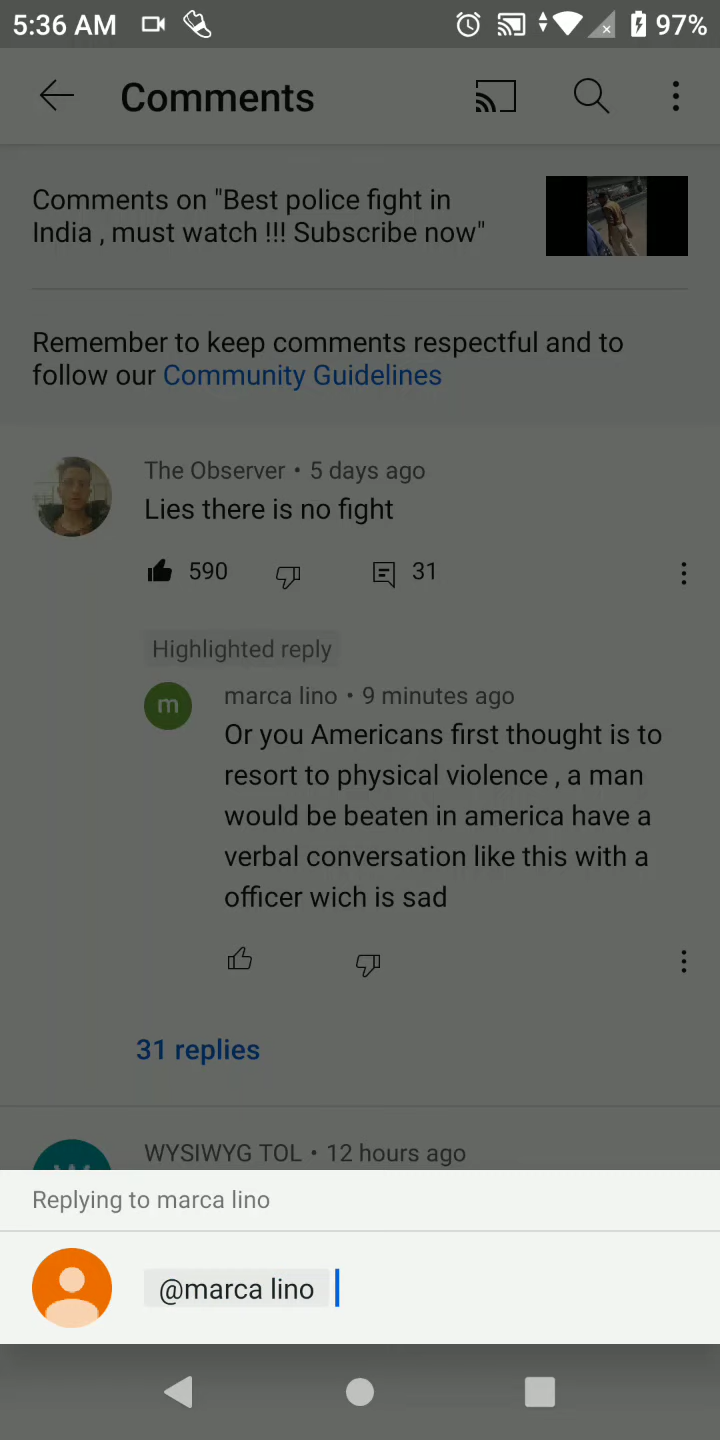 5:36 AM 97%
Comments
Comments on "Best police fight in
India , must watch !!! Subscribe now"
Remember to keep comments respectful and to
follow our Community Guidelines
The Observer • 5 days ago
Lies there is no fight
590 31
Highlighted reply
m marca lino • 9 minutes ago
Or you Americans first thought is to
resort to physical violence , a man
would be beaten in america have a
verbal conversation like this with a
officer wich is sad
31 replies
W WYSIWYG TOL • 12 hours ago
Replying to marca lino
@marca lino